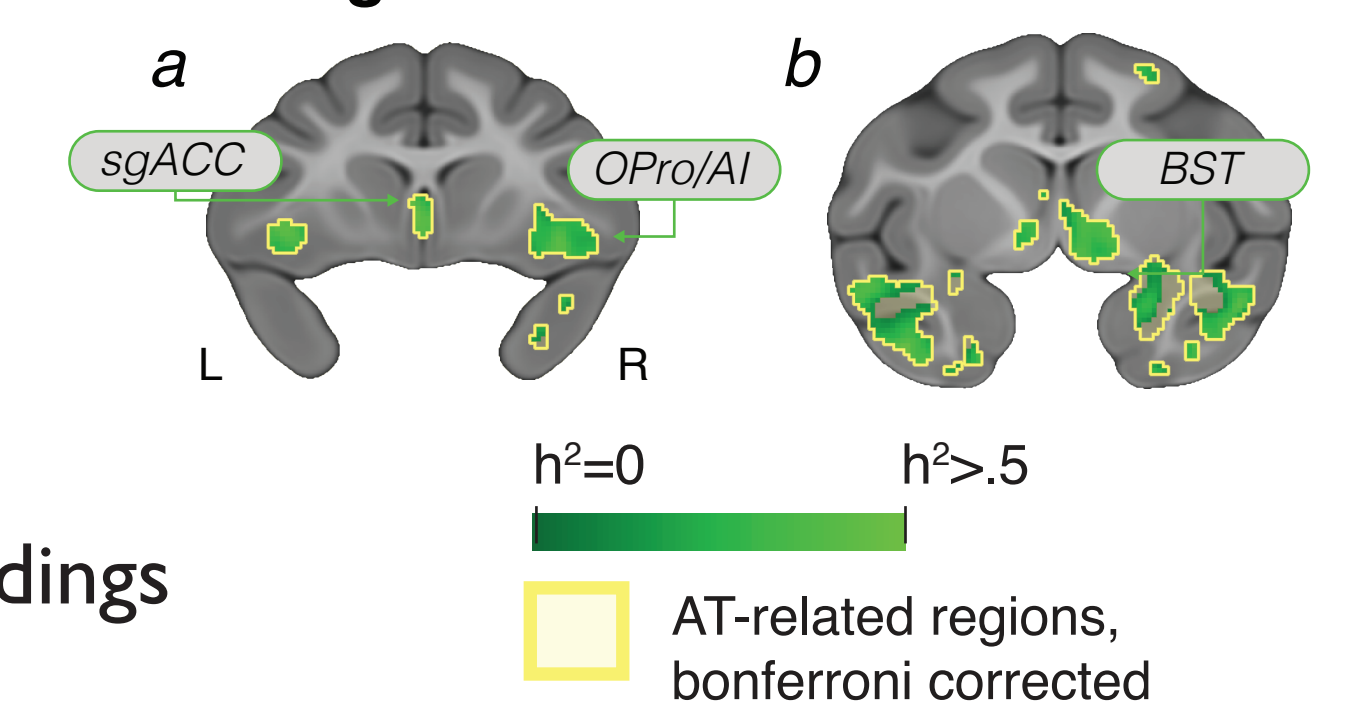 a
b
sgACC
OPro/AI
BST
L
R
h²=0
h²>.5
dings
AT-related regions,
bonferroni corrected